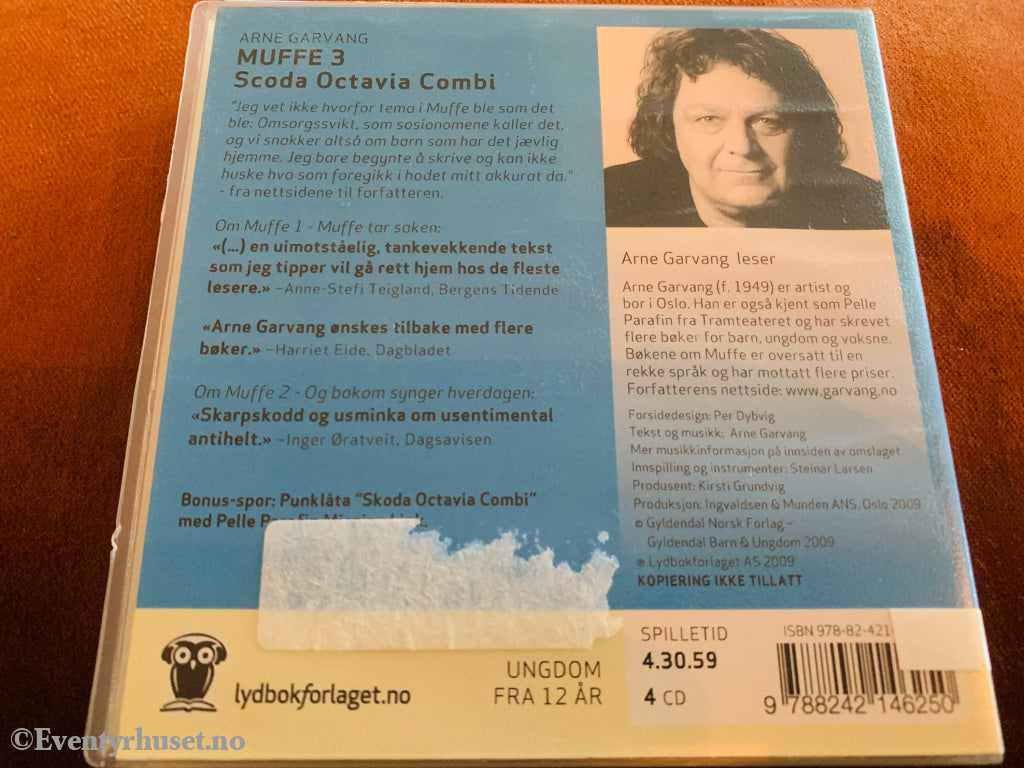 ARNE GARVANG
MUFFE 3
Scoda Octavia Combi
"Jeg vet ikke hvorfor tema i Muffe ble som det
ble: Omsorgssvikt, som sosionomene kaller det,
og vi snakker altså om barn som har det jævlig
hjemme. Jeg bare begynte å skrive og kan ikke
huske hva som foregikk i hodet mitt akkurat da."
- fra nettsidene til forfatteren.
Om Muffe 1 - Muffe tar saken:
«(...) en uimotståelig, tankevekkende tekst
som jeg tipper vil gå rett hjem hos de fleste
lesere.» –Anne-Stefi Teigland, Bergens Tidende
«Arne Garvang ønskes tilbake med flere
bøker.» –Harriet Eide, Dagbladet
Om Muffe 2 - Og bakom synger hverdagen:
«Skarpskodd og usminka om usentimental
antihelt.» –Inger Øratveit, Dagsavisen
Bonus-spor: Punklåta "Skoda Octavia Combi"
med Pelle
Arne Garvang leser
Arne Garvang (f. 1949) er artist og
bor i Oslo. Han er også kjent som Pelle
Parafin fra Tramteateret og har skrevet
flere bøker for barn, ungdom og voksne.
Bøkene om Muffe er oversatt til en
rekke språk og har mottatt flere priser.
Forfatterens nettside: www.garvang.no
Forsidedesign: Per Dybvig
Tekst og musikk: Arne Garvang
Mer musikkinformasjon på innsiden av omslaget
Innspilling og instrumenter: Steinar Larsen
Produsent: Kirsti Grundvig
Produksjon: Ingvaldsen & Munden ANS, Oslo 2009
© Gyldendal Norsk Forlag –
Gyldendal Barn & Ungdom 2009
℗ Lydbokforlaget AS 2009
KOPIERING IKKE TILLATT
lydbokforlaget.no
UNGDOM
FRA 12 ÅR
SPILLETID
4.30.59
4 CD
ISBN 978-82-421-
9 788242 146250
©Eventyrhuset.no